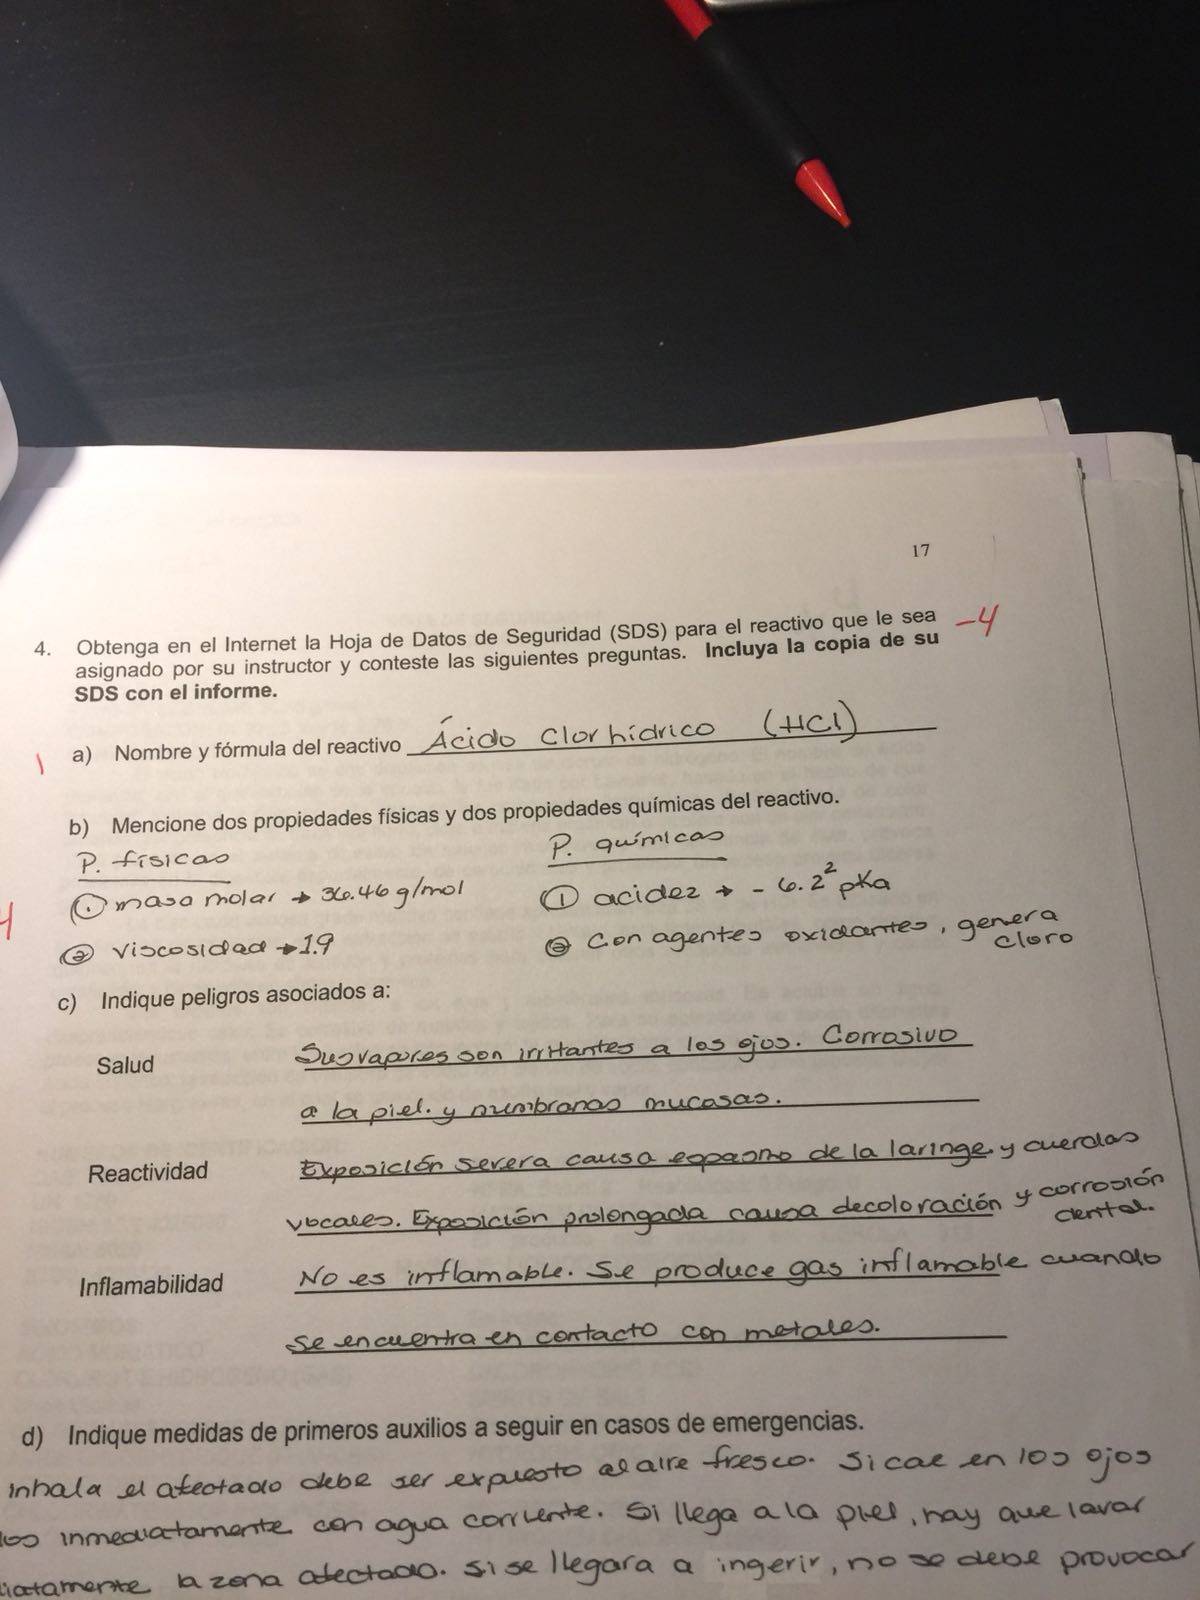 17
4. Obtenga en el Internet la Hoja de Datos de Seguridad (SDS) para el reactivo que le sea -4
asignado por su instructor y conteste las siguientes preguntas. Incluya la copia de su
SDS con el informe.
1 a) Nombre y fórmula del reactivo Ácido Clorhídrico (HCl)
b) Mencione dos propiedades físicas y dos propiedades químicas del reactivo.
P. físicas P. químicas
4 ① masa molar → 36.46 g/mol ① acidez → -6.2² pKa
② viscosidad → 1.9 ② Con agentes oxidantes, genera
cloro
c) Indique peligros asociados a:
Salud Sus vapores son irritantes a los ojos. Corrosivo
a la piel. y membranas mucosas.
Reactividad Exposición severa causa espasmo de la laringe y cuerdas
vocales. Exposición prolongada causa decoloración y corrosión
dental.
Inflamabilidad No es inflamable. Se produce gas inflamable cuando
se encuentra en contacto con metales.
d) Indique medidas de primeros auxilios a seguir en casos de emergencias.
inhala el afectado debe ser expuesto al aire fresco. Si cae en los ojos
inmediatamente con agua corriente. Si llega a la piel, hay que lavar
la zona afectada. Si se llegara a ingerir, no se debe provocar